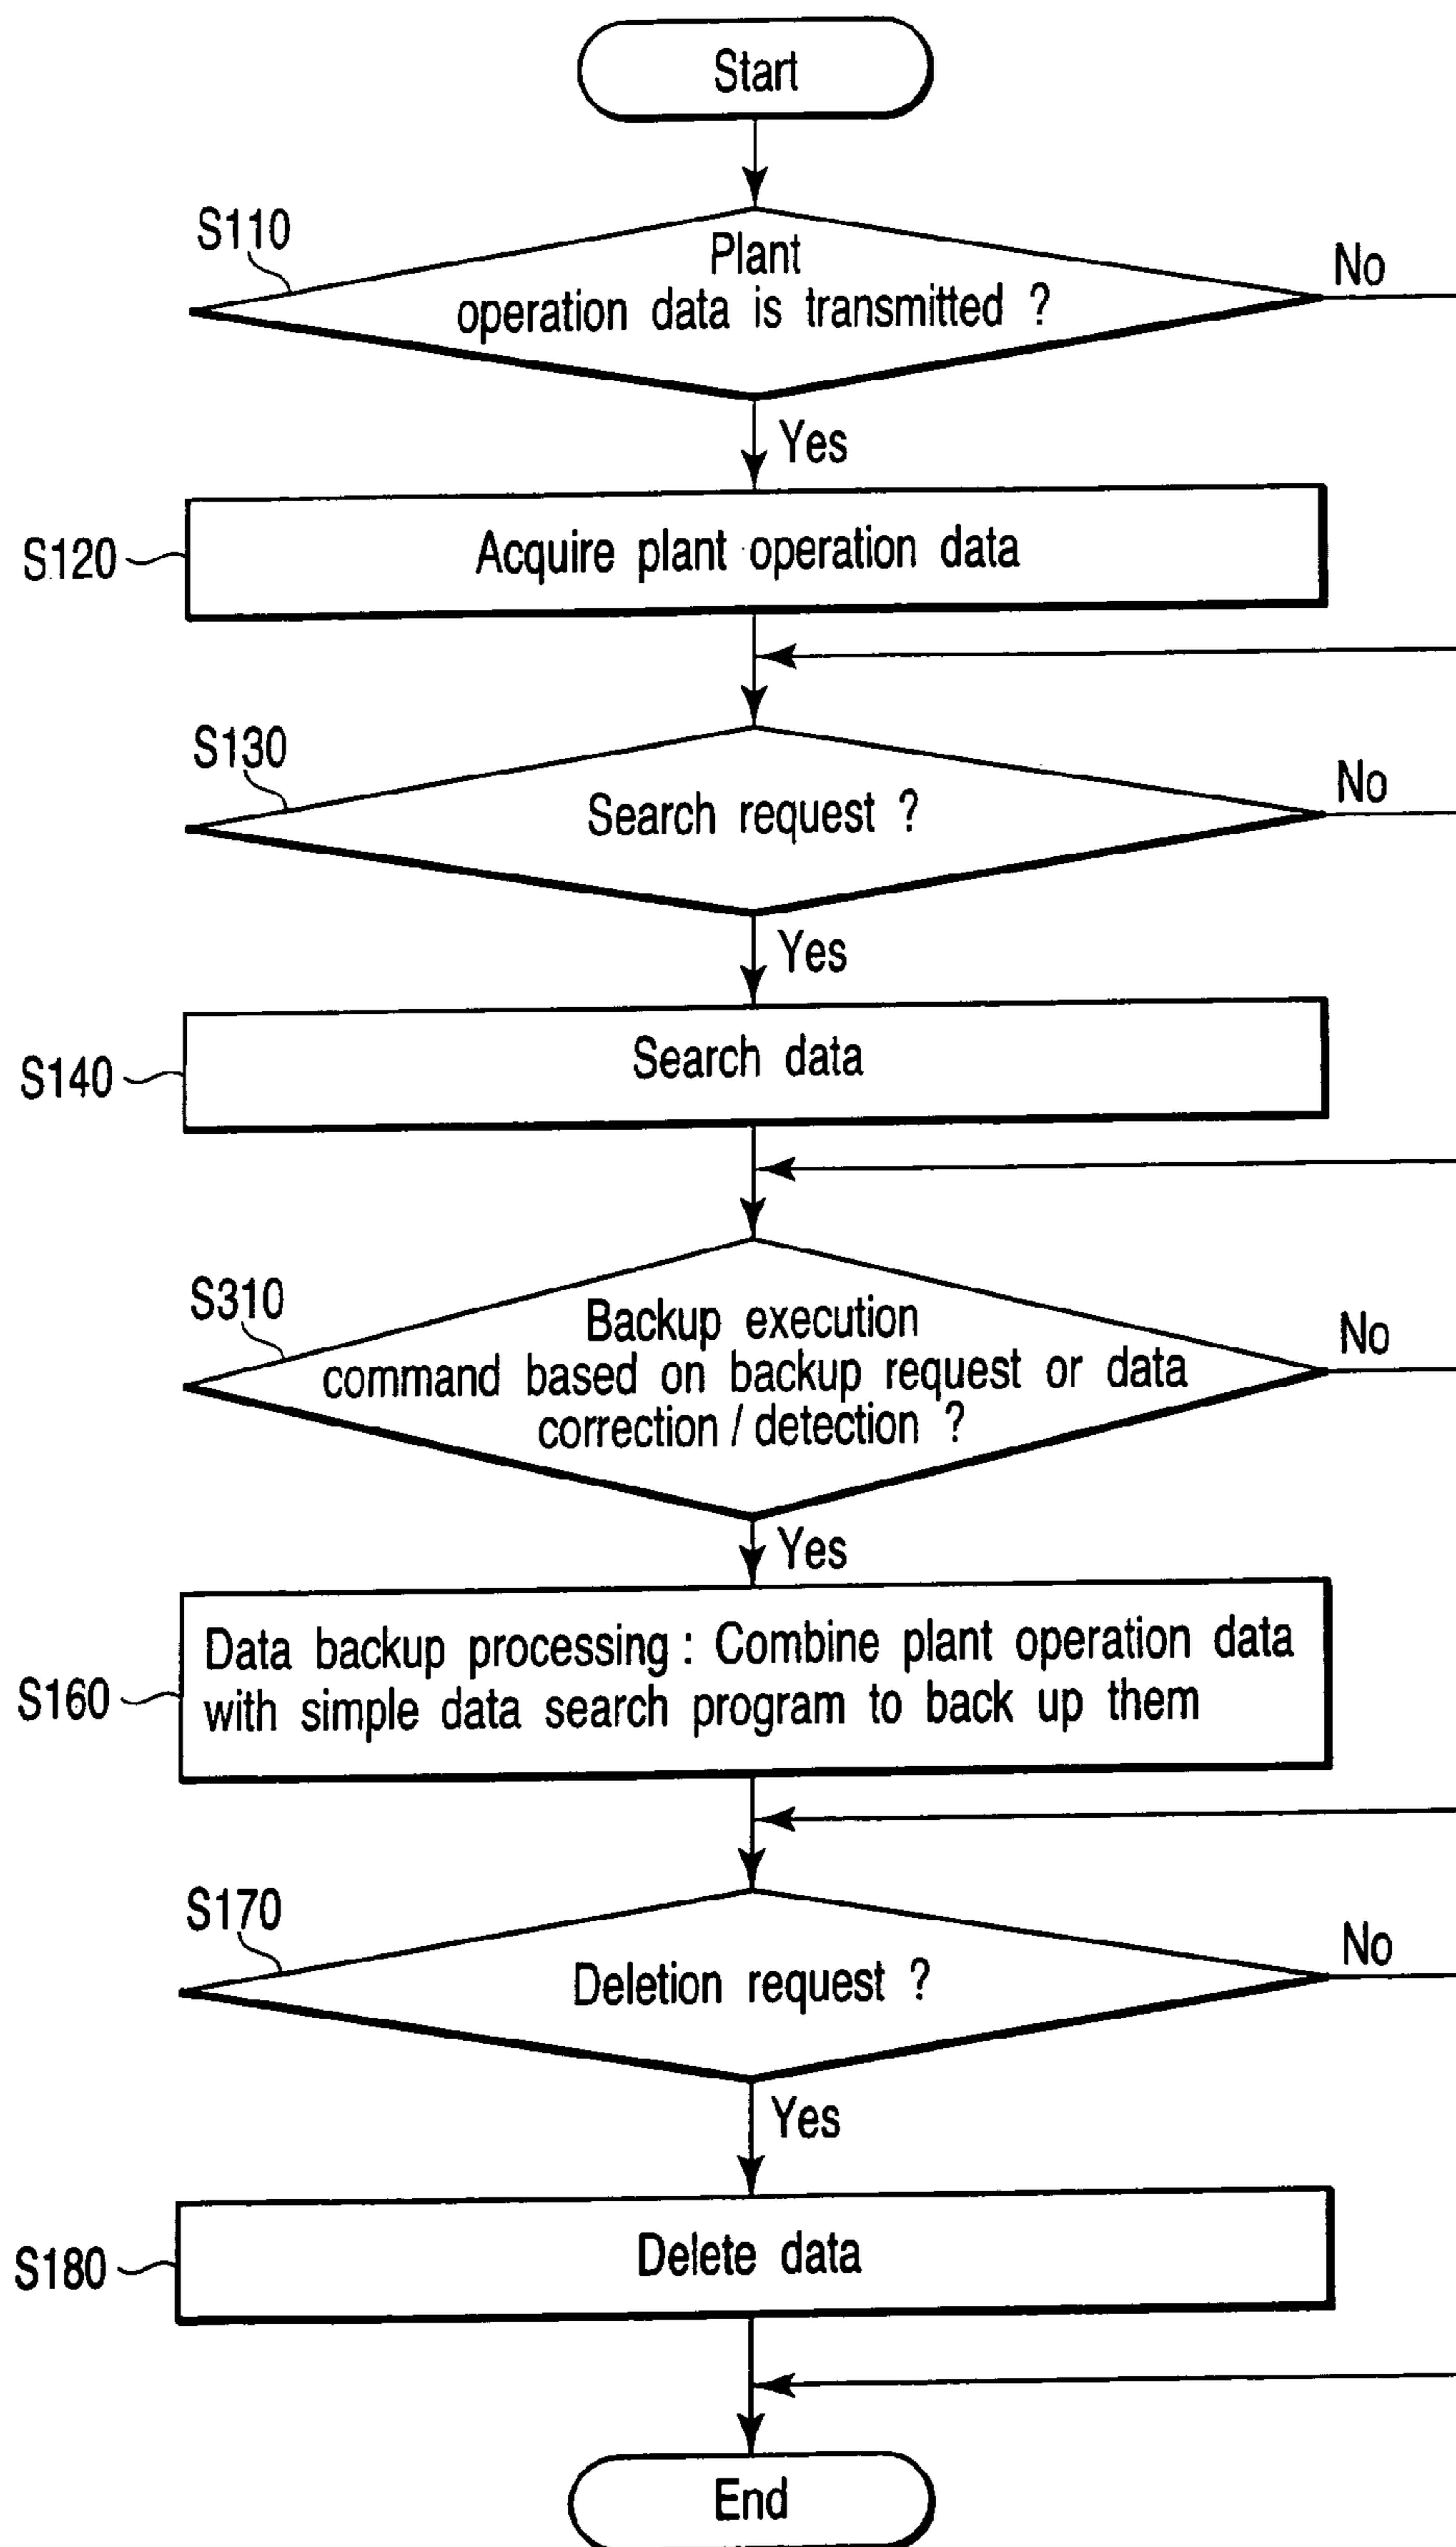 Start
S110
Plant
operation data is transmitted ?
No
Yes
S120
Acquire plant operation data
S130
Search request ?
No
Yes
S140
Search data
S310
Backup execution
command based on backup request or data
correction / detection ?
No
Yes
S160
Data backup processing : Combine plant operation data
with simple data search program to back up them
S170
Deletion request ?
No
Yes
S180
Delete data
End